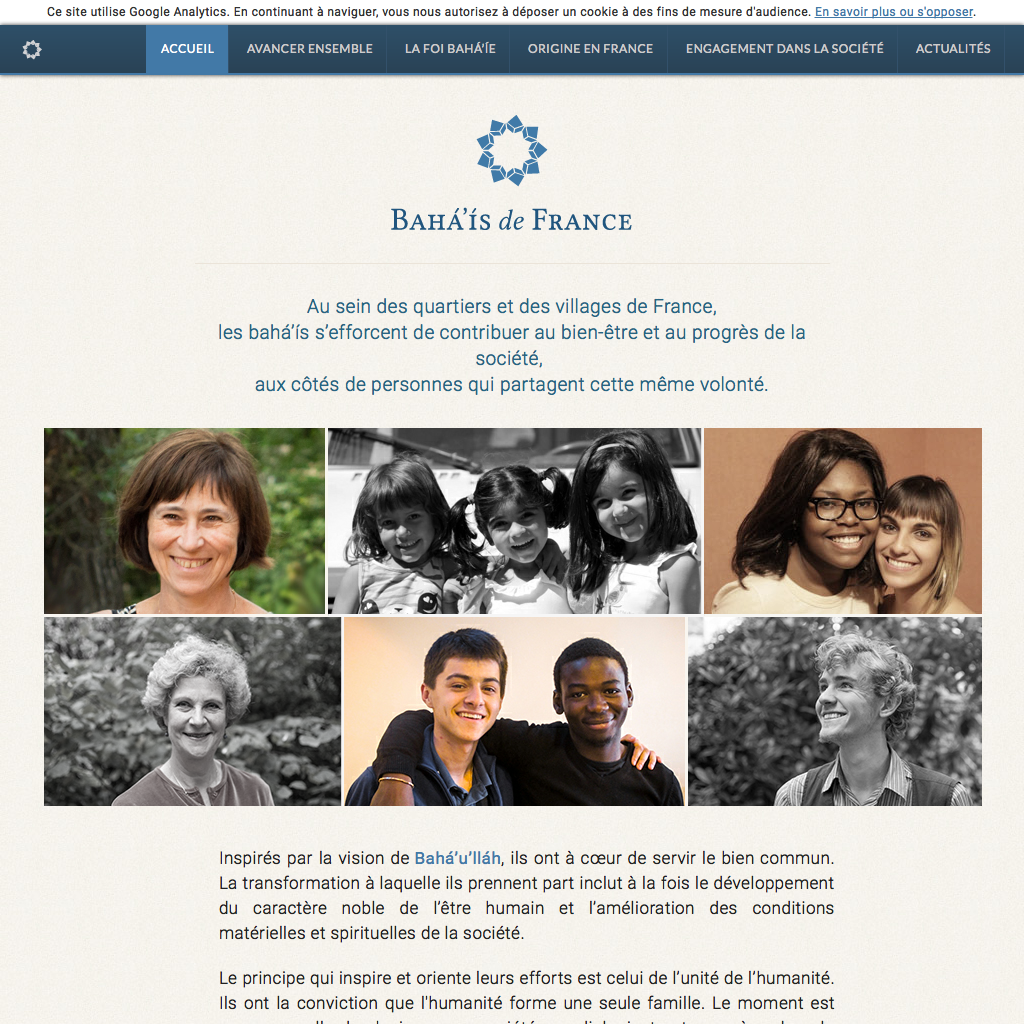 Ce site utilise Google Analytics. En continuant à naviguer, vous nous autorisez à déposer un cookie à des fins de mesure d'audience. En savoir plus ou s'opposer.
ACCUEIL AVANCER ENSEMBLE LA FOI BAHÁ'ÍE ORIGINE EN FRANCE ENGAGEMENT DANS LA SOCIÉTÉ ACTUALITÉS
BAHÁ'ÍS de FRANCE
Au sein des quartiers et des villages de France,
les bahá'ís s'efforcent de contribuer au bien-être et au progrès de la
société,
aux côtés de personnes qui partagent cette même volonté.
Inspirés par la vision de Bahá'u'lláh, ils ont à cœur de servir le bien commun.
La transformation à laquelle ils prennent part inclut à la fois le développement
du caractère noble de l'être humain et l'amélioration des conditions
matérielles et spirituelles de la société.
Le principe qui inspire et oriente leurs efforts est celui de l'unité de l'humanité.
Ils ont la conviction que l'humanité forme une seule famille. Le moment est